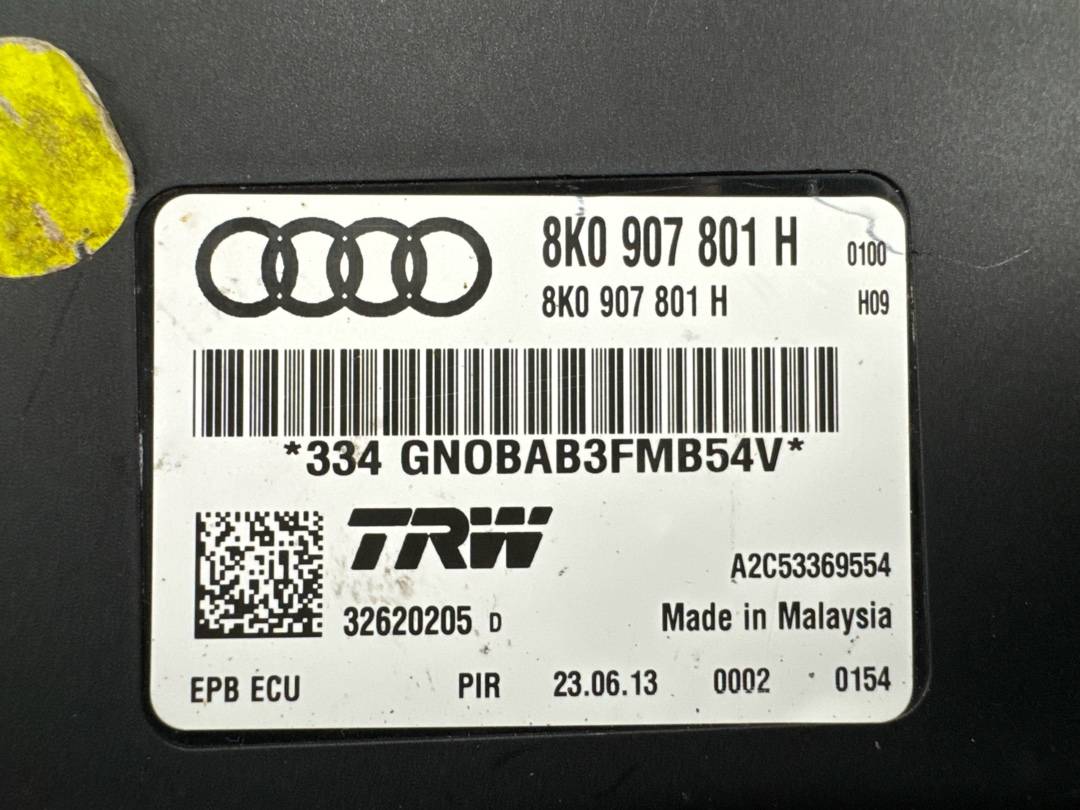 8K0 907 801 H 0100
8K0 907 801 H H09
*334 GNOBAB3FMB54V*
TRW
A2C53369554
32620205 D Made in Malaysia
EPB ECU PIR 23.06.13 0002 0154